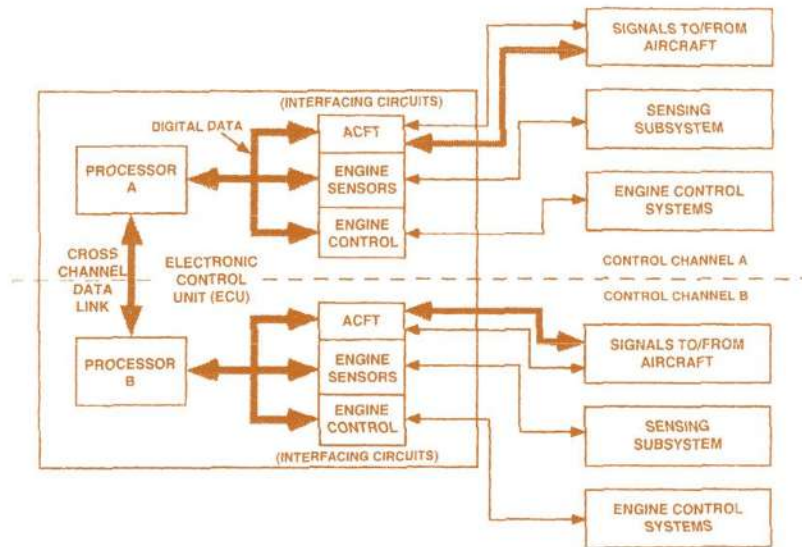 SIGNALS TO/FROM
AIRCRAFT
(INTERFACING CIRCUITS)
DIGITAL DATA
ACFT
SENSING
SUBSYSTEM
PROCESSOR
A
ENGINE
SENSORS
ENGINE CONTROL
SYSTEMS
ENGINE
CONTROL
CROSS
CHANNEL
DATA
LINK
ELECTRONIC
CONTROL
UNIT (ECU)
CONTROL CHANNEL A
CONTROL CHANNEL B
ACFT
SIGNALS TO/FROM
AIRCRAFT
PROCESSOR
B
ENGINE
SENSORS
ENGINE
CONTROL
SENSING
SUBSYSTEM
(INTERFACING CIRCUITS)
ENGINE CONTROL
SYSTEMS